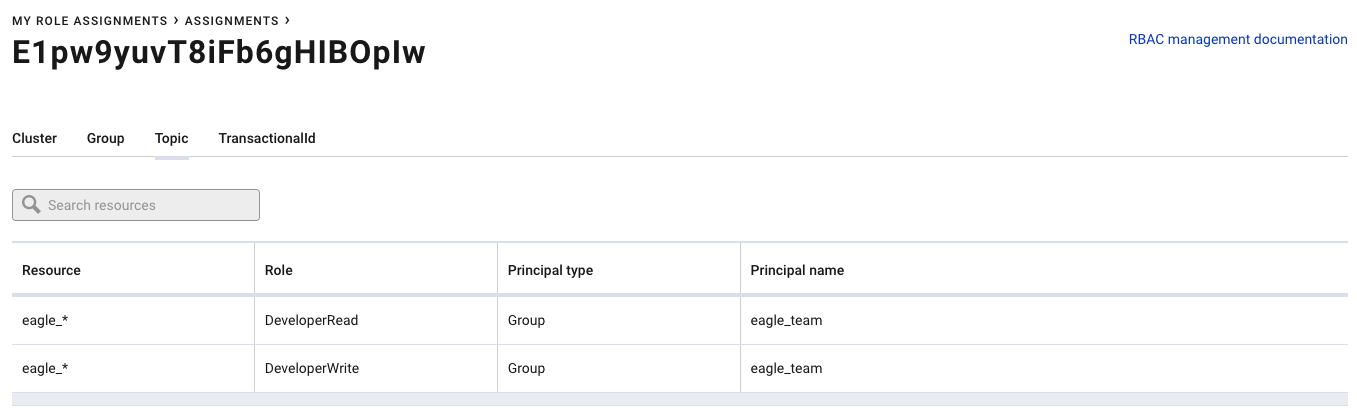 MY ROLE ASSIGNMENTS › ASSIGNMENTS ›
E1pw9yuvT8iFb6gHIBOpIw
RBAC management documentation
Cluster Group Topic TransactionalId
Search resources
Resource Role Principal type Principal name
eagle_* DeveloperRead Group eagle_team
eagle_* DeveloperWrite Group eagle_team